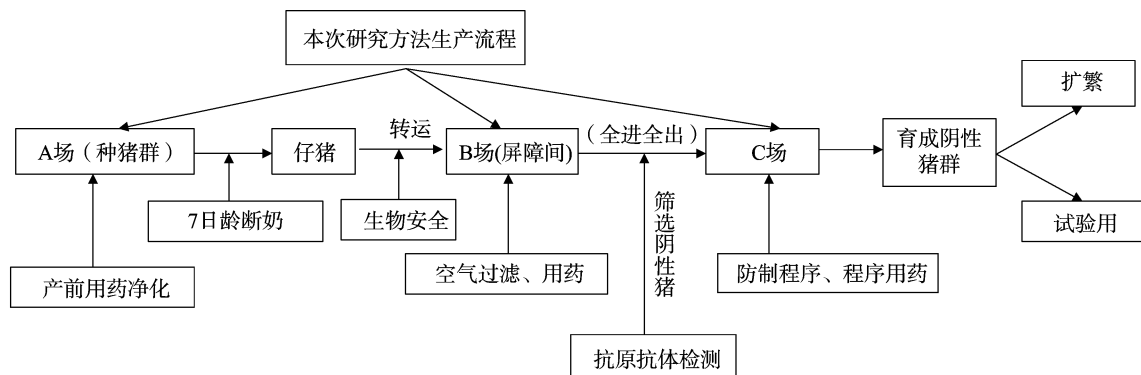 本次研究方法生产流程
扩繁
转运
（全进全出）
A场（种猪群）
仔猪
B场(屏障间)
C场
育成阴性
猪群
7日龄断奶
生物安全
筛选阴性猪
试验用
产前用药净化
空气过滤、用药
防制程序、程序用药
抗原抗体检测